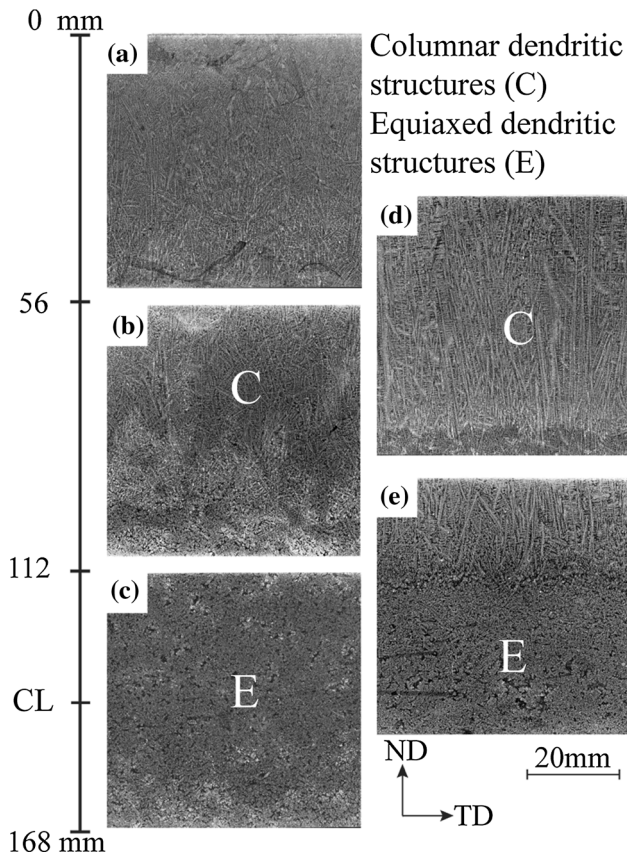 0 mm
(a)
Columnar dendritic
structures (C)
Equiaxed dendritic
structures (E)
(d)
C
56
(b)
C
(e)
E
112
(c)
E
CL
168 mm
ND
TD
20mm